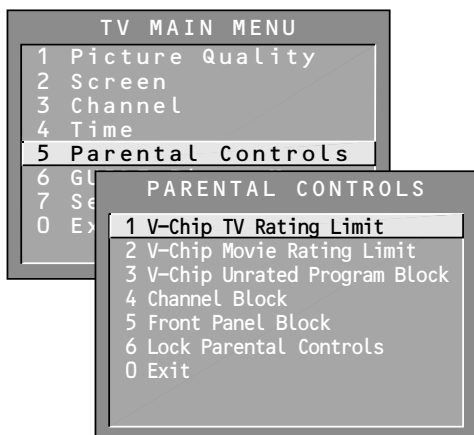 TV MAIN MENU
1 Picture Quality
2 Screen
3 Channel
4 Time
5 Parental Controls
6
7
0
PARENTAL CONTROLS
1 V-Chip TV Rating Limit
2 V-Chip Movie Rating Limit
3 V-Chip Unrated Program Block
4 Channel Block
5 Front Panel Block
6 Lock Parental Controls
0 Exit